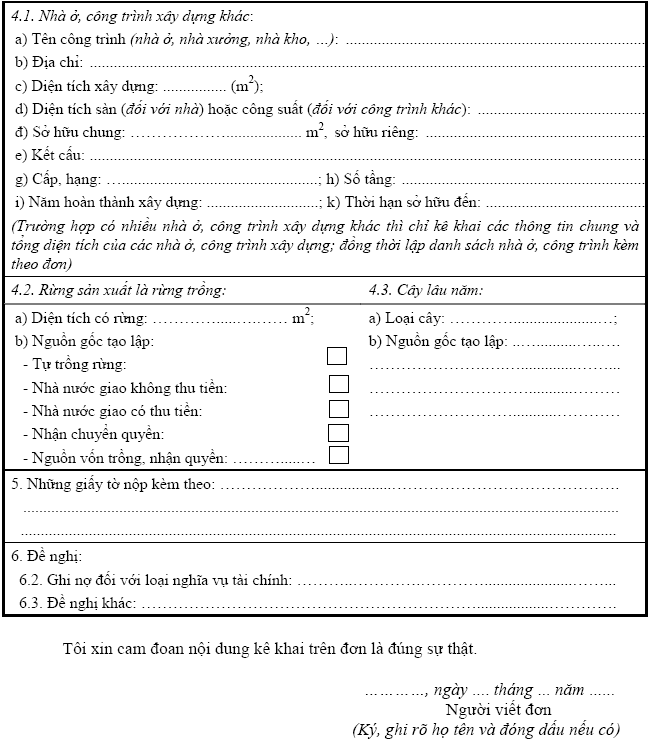 4.1. Nhà ở, công trình xây dựng khác:
a) Tên công trình (nhà ở, nhà xưởng, nhà kho, ...): ..........................................................................
b) Địa chỉ: ..........................................................................
c) Diện tích xây dựng: ................. (m2);
d) Diện tích sàn (đối với nhà) hoặc công suất (đối với công trình khác): ..........................................
đ) Sở hữu chung: ………………….................... m2, sở hữu riêng: ..........................................
e) Kết cấu: ..........................................................................
g) Cấp, hạng: …..................................................; h) Số tầng: ..........................................
i) Năm hoàn thành xây dựng: ..............................; k) Thời hạn sở hữu đến: ..........................................
(Trường hợp có nhiều nhà ở, công trình xây dựng khác thì chỉ kê khai các thông tin chung và
tổng diện tích của các nhà ở, công trình xây dựng; đồng thời lập danh sách nhà ở, công trình kèm
theo đơn)
4.2. Rừng sản xuất là rừng trồng: 4.3. Cây lâu năm:
a) Diện tích có rừng: ………….....………. m2; a) Loại cây: …………........................…;
b) Nguồn gốc tạo lập: b) Nguồn gốc tạo lập: ..…...........…..….
- Tự trồng rừng: ☐ ……………………………...........……..
- Nhà nước giao không thu tiền: ☐ ……………………………...........………
- Nhà nước giao có thu tiền: ☐ ……………………………...........………
- Nhận chuyển quyền: ☐
- Nguồn vốn trồng, nhận quyền: ……….....… ☐
5. Những giấy tờ nộp kèm theo: ………………....................………………………………….
..........................................................................
..........................................................................
6. Đề nghị:
6.2. Ghi nợ đối với loại nghĩa vụ tài chính: ………..………………………...........……..
6.3. Đề nghị khác: ……………………………………………………………...........…………
Tôi xin cam đoan nội dung kê khai trên đơn là đúng sự thật.
…………, ngày .... tháng ... năm ......
Người viết đơn
(Ký, ghi rõ họ tên và đóng dấu nếu có)